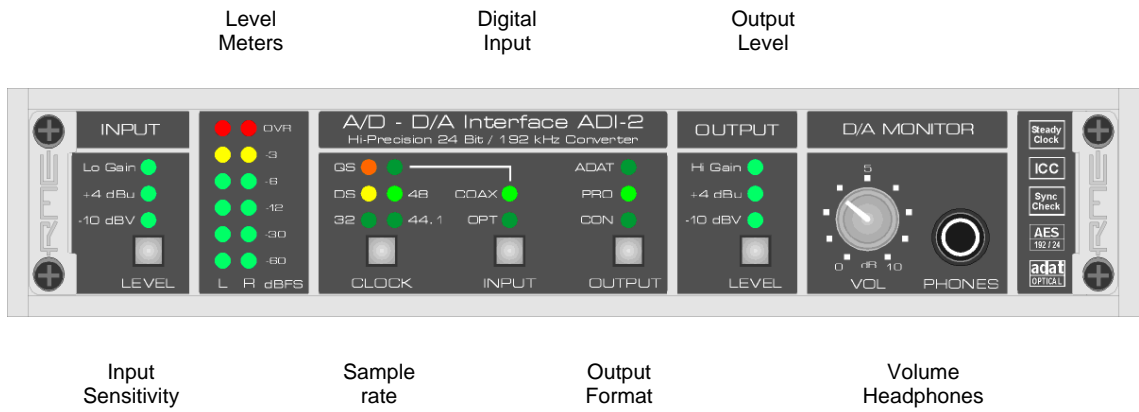 Level
Meters
Digital
Input
Output
Level
RME
INPUT
Lo Gain
+4 dBu
-10 dBV
LEVEL
OVR
-3
-6
-12
-30
-60
L R dBFS
A/D - D/A Interface ADI-2
Hi-Precision 24 Bit / 192 kHz Converter
QS
DS 48
32 44.1
CLOCK
COAX
OPT
INPUT
ADAT
PRO
CON
OUTPUT
OUTPUT
Hi Gain
+4 dBu
-10 dBV
LEVEL
D/A MONITOR
5
0 dB 10
VOL
PHONES
Steady
Clock
ICC
Sync
Check
AES
192 / 24
adat
OPTICAL
RME
Input
Sensitivity
Sample
rate
Output
Format
Volume
Headphones